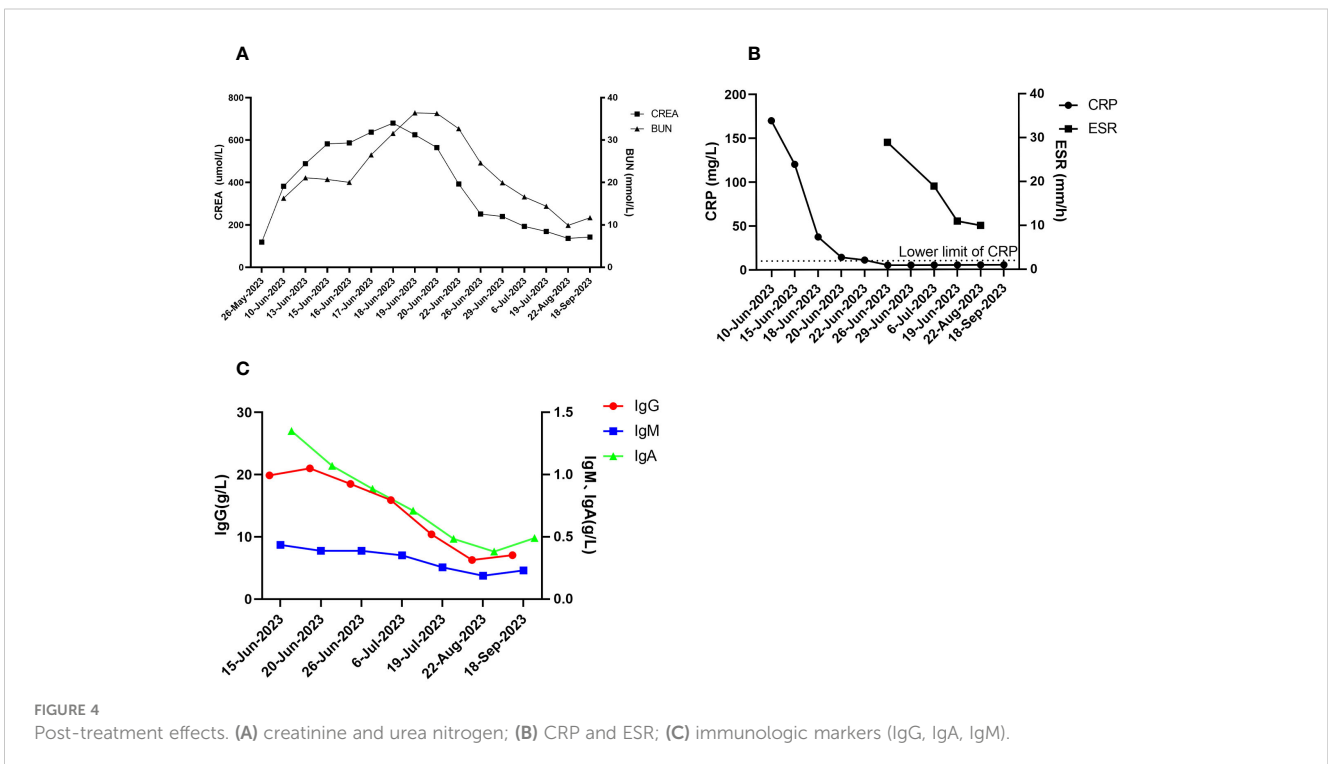 A
800
600
400
200
0
CREA (umol/L)
40
30
20
10
0
BUN (mmol/L)
CREA
BUN
26-May-2023
10-Jun-2023
13-Jun-2023
15-Jun-2023
16-Jun-2023
17-Jun-2023
18-Jun-2023
19-Jun-2023
20-Jun-2023
22-Jun-2023
26-Jun-2023
29-Jun-2023
6-Jul-2023
19-Jul-2023
22-Aug-2023
18-Sep-2023
B
200
150
100
50
0
CRP (mg/L)
40
30
20
10
0
ESR (mm/h)
CRP
ESR
Lower limit of CRP
10-Jun-2023
15-Jun-2023
18-Jun-2023
20-Jun-2023
22-Jun-2023
26-Jun-2023
29-Jun-2023
6-Jul-2023
19-Jun-2023
22-Aug-2023
18-Sep-2023
C
30
20
10
0
IgG(g/L)
1.5
1.0
0.5
0.0
IgM、IgA(g/L)
IgG
IgM
IgA
15-Jun-2023
20-Jun-2023
26-Jun-2023
6-Jul-2023
19-Jul-2023
22-Aug-2023
18-Sep-2023
FIGURE 4
Post-treatment effects. (A) creatinine and urea nitrogen; (B) CRP and ESR; (C) immunologic markers (IgG, IgA, IgM).